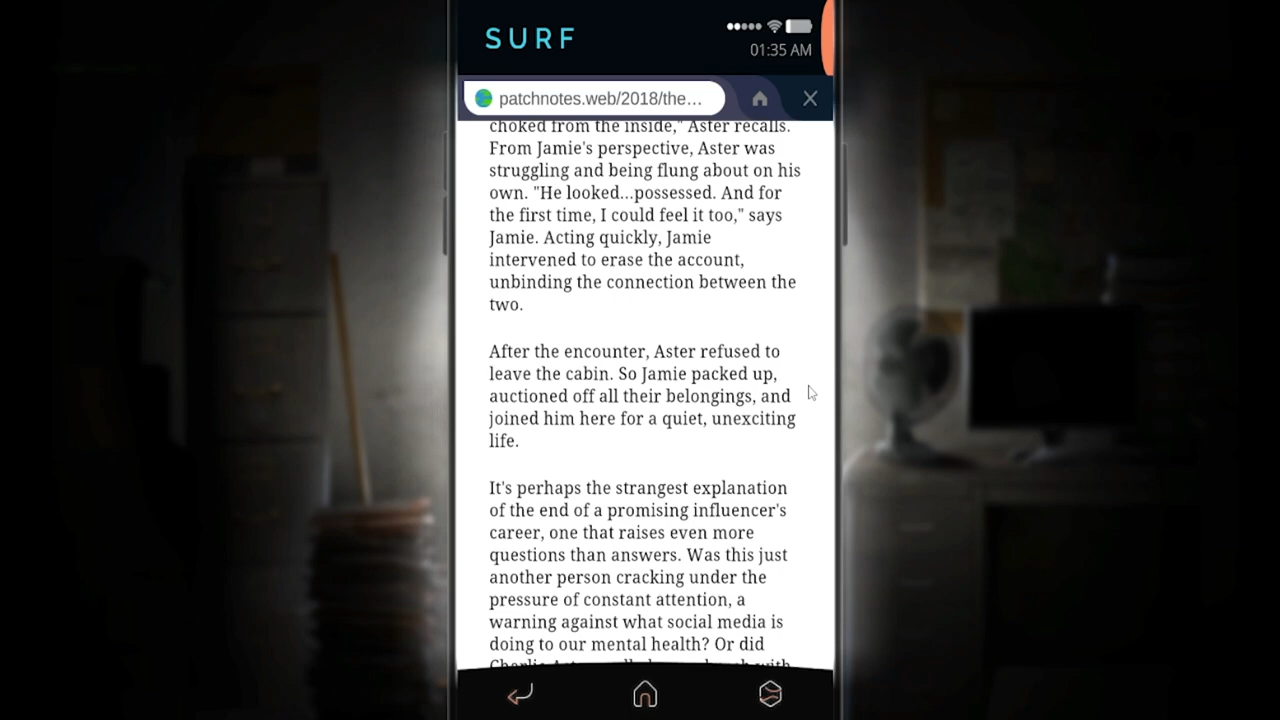 SURF
01:35 AM
patchnotes.web/2018/the...
choked from the inside," Aster recalls.
From Jamie's perspective, Aster was
struggling and being flung about on his
own. "He looked...possessed. And for
the first time, I could feel it too," says
Jamie. Acting quickly, Jamie
intervened to erase the account,
unbinding the connection between the
two.
After the encounter, Aster refused to
leave the cabin. So Jamie packed up,
auctioned off all their belongings, and
joined him here for a quiet, unexciting
life.
It's perhaps the strangest explanation
of the end of a promising influencer's
career, one that raises even more
questions than answers. Was this just
another person cracking under the
pressure of constant attention, a
warning against what social media is
doing to our mental health? Or did